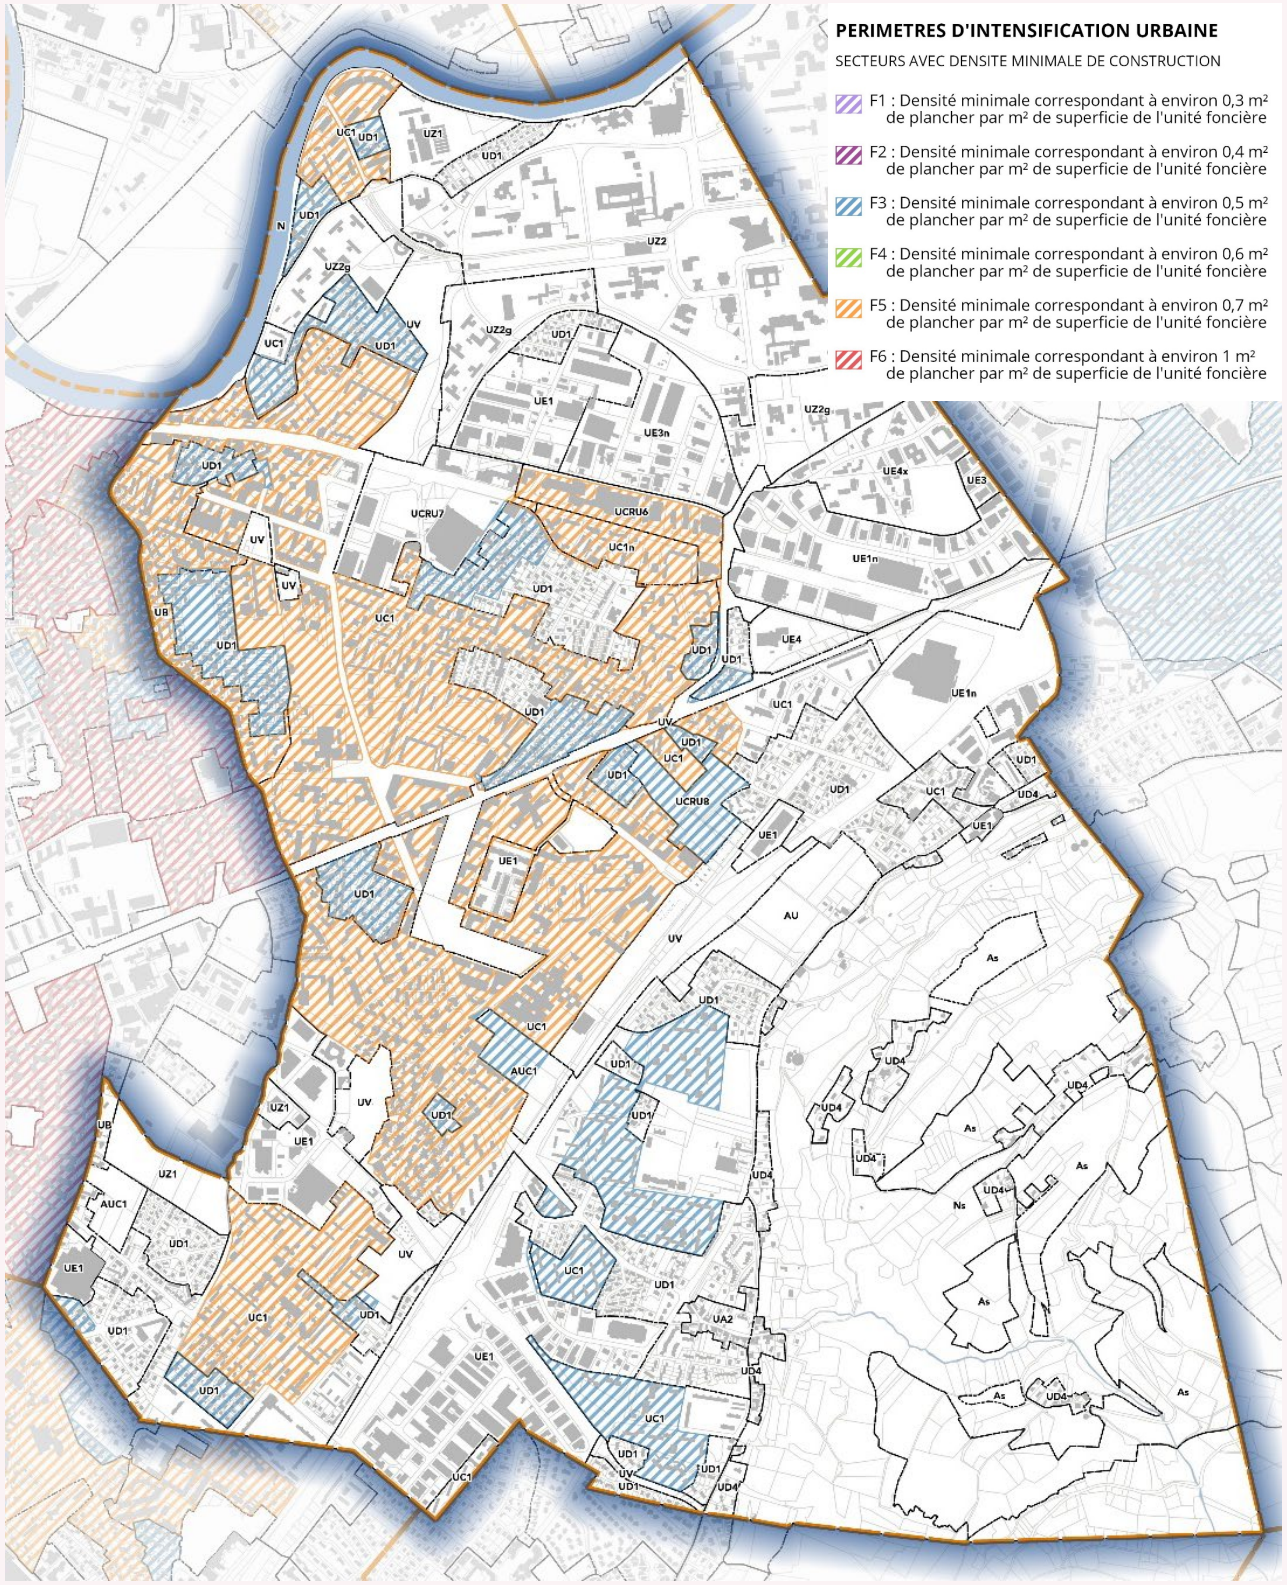 PERIMETRES D'INTENSIFICATION URBAINE
SECTEURS AVEC DENSITE MINIMALE DE CONSTRUCTION
F1 : Densité minimale correspondant à environ 0,3 m²
de plancher par m² de superficie de l'unité foncière
F2 : Densité minimale correspondant à environ 0,4 m²
de plancher par m² de superficie de l'unité foncière
F3 : Densité minimale correspondant à environ 0,5 m²
de plancher par m² de superficie de l'unité foncière
F4 : Densité minimale correspondant à environ 0,6 m²
de plancher par m² de superficie de l'unité foncière
F5 : Densité minimale correspondant à environ 0,7 m²
de plancher par m² de superficie de l'unité foncière
F6 : Densité minimale correspondant à environ 1 m²
de plancher par m² de superficie de l'unité foncière
UC1
UD1
UZ1
UD1
UD1
N
UZ2
UZ2g
UV
UZ2g
UD1
UC1
UD1
UE1
UZ2g
UE3n
UD1
UE4x
UE3
UCRU7
UCRU6
UV
UC1n
UE1n
UV
UD1
UB
UC1
UD1
UE4
UD1
UD1
UE1n
UD1
UC1
UV
UD1
UC1
UD1
UD1
UC1
UD1
UD4
UCRU8
UE1
UE1
UE1
UD1
AU
UV
As
UD1
UC1
UD1
AUC1
UD4
UD4
UV
UZ1
UD1
UD1
UD4
UB
UE1
As
UD4
As
UZ1
UD4
UD4
AUC1
Ns
UD1
UV
UE1
UC1
UD1
As
UC1
UD1
UD1
UA2
UE1
UD4
UD1
As
UD4
As
UC1
UD1
UD1
UC1
UV
UD1
UD4